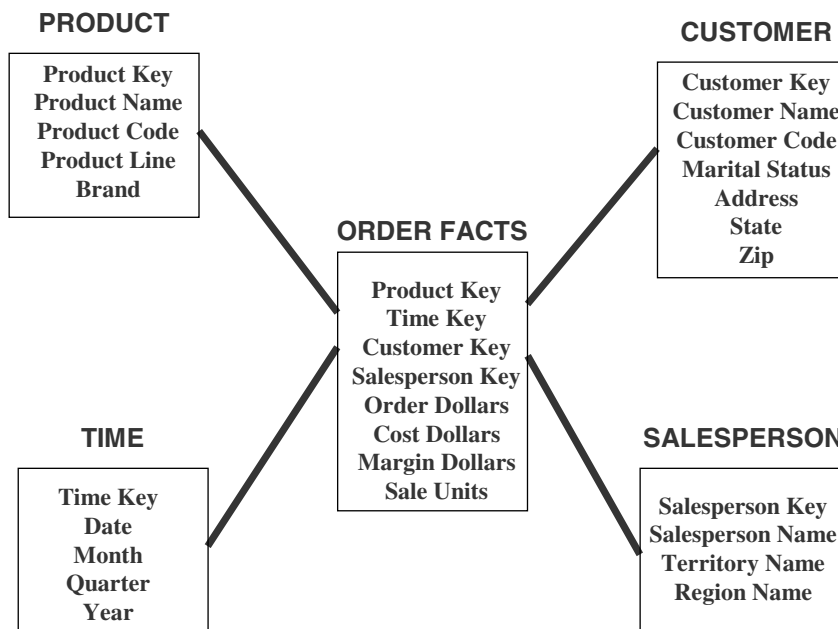 PRODUCT
Product Key
Product Name
Product Code
Product Line
Brand
CUSTOMER
Customer Key
Customer Name
Customer Code
Marital Status
Address
State
Zip
ORDER FACTS
Product Key
Time Key
Customer Key
Salesperson Key
Order Dollars
Cost Dollars
Margin Dollars
Sale Units
TIME
Time Key
Date
Month
Quarter
Year
SALESPERSON
Salesperson Key
Salesperson Name
Territory Name
Region Name